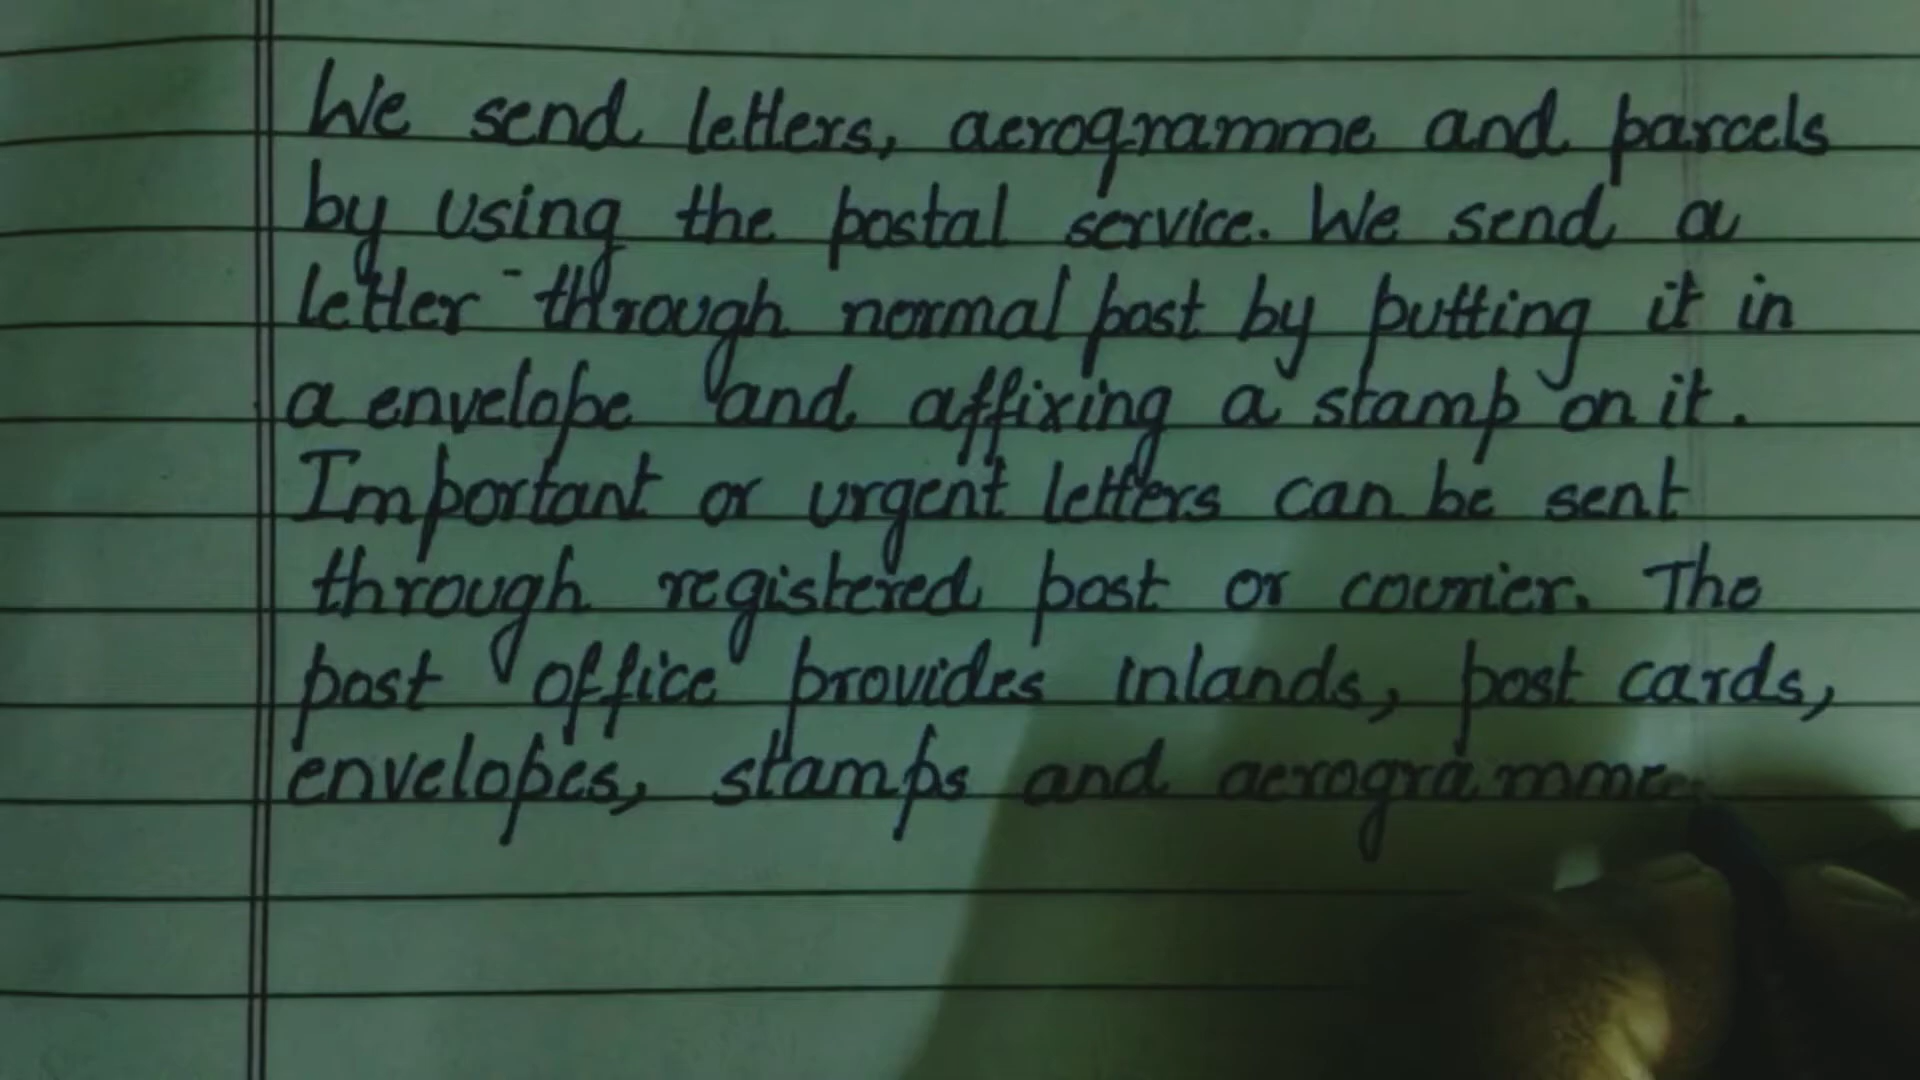 We send letters, aerogramme and parcels
by using the postal service. We send a
letter through normal post by putting it in
a envelope and affixing a stamp on it.
Important or urgent letters can be sent
through registered post or courier. The
post office provides inlands, post cards,
envelopes, stamps and aerogramme